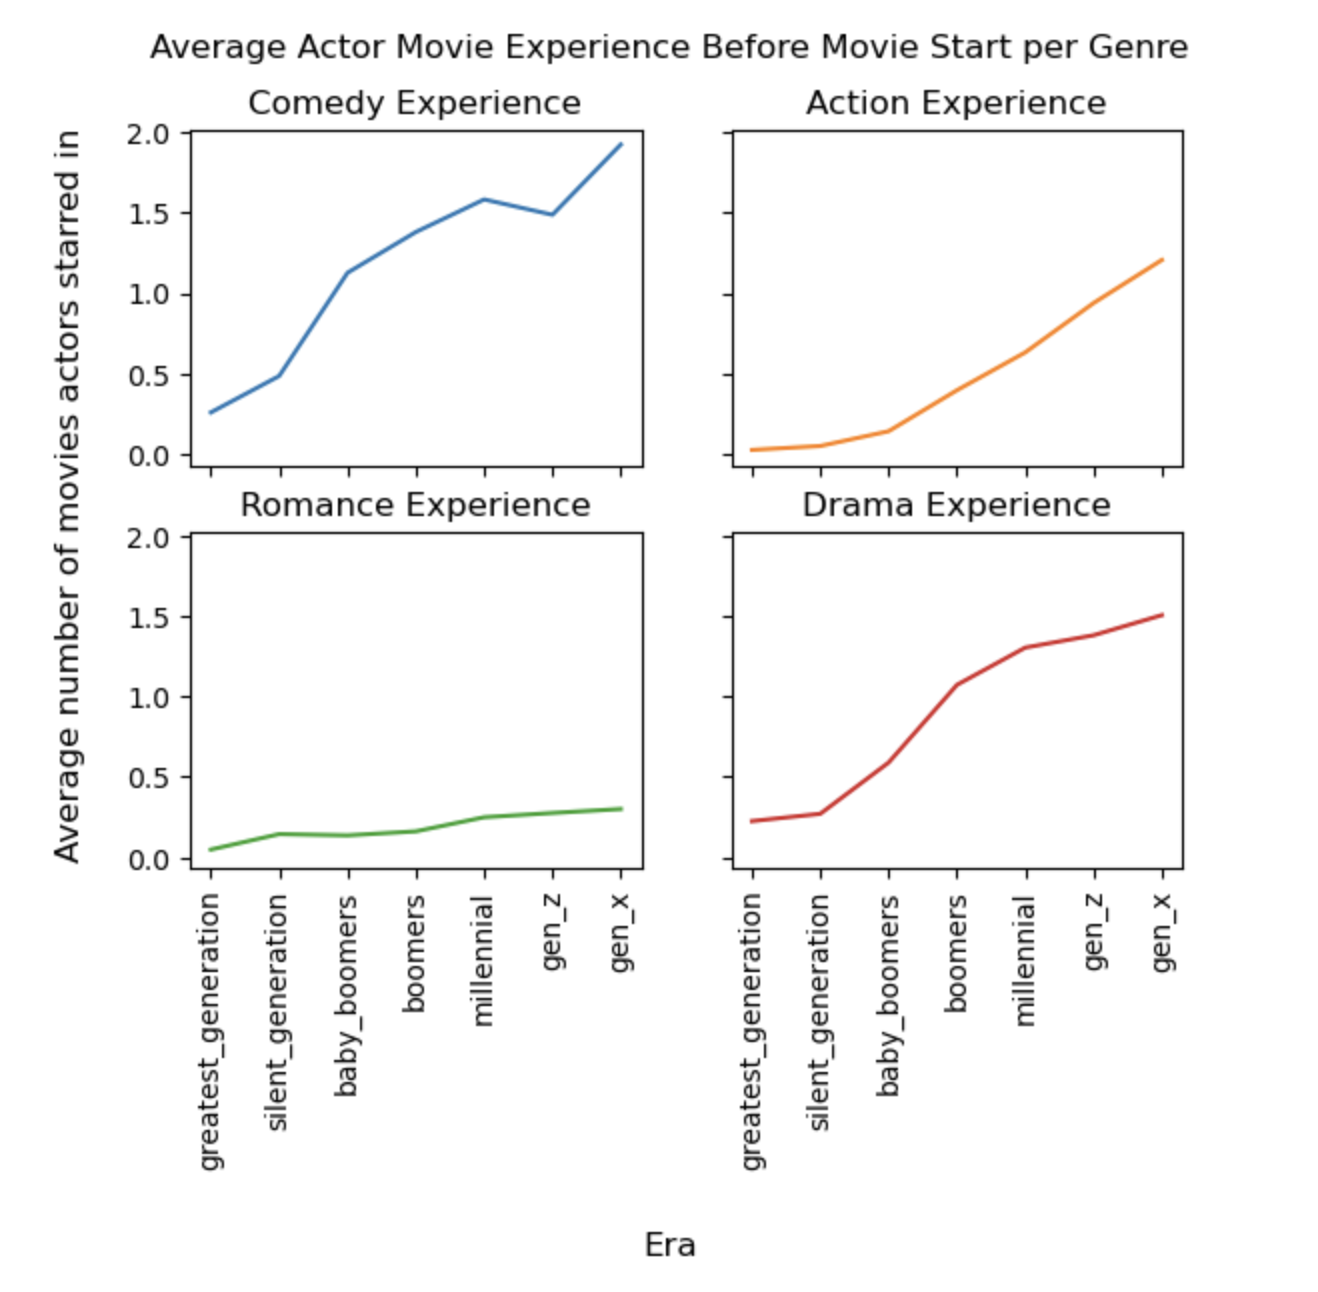 Average Actor Movie Experience Before Movie Start per Genre
Average number of movies actors starred in
Comedy Experience
2.0
1.5
1.0
0.5
0.0
Action Experience
Romance Experience
2.0
1.5
1.0
0.5
0.0
greatest_generation
silent_generation
baby_boomers
boomers
millennial
gen_z
gen_x
Drama Experience
greatest_generation
silent_generation
baby_boomers
boomers
millennial
gen_z
gen_x
Era